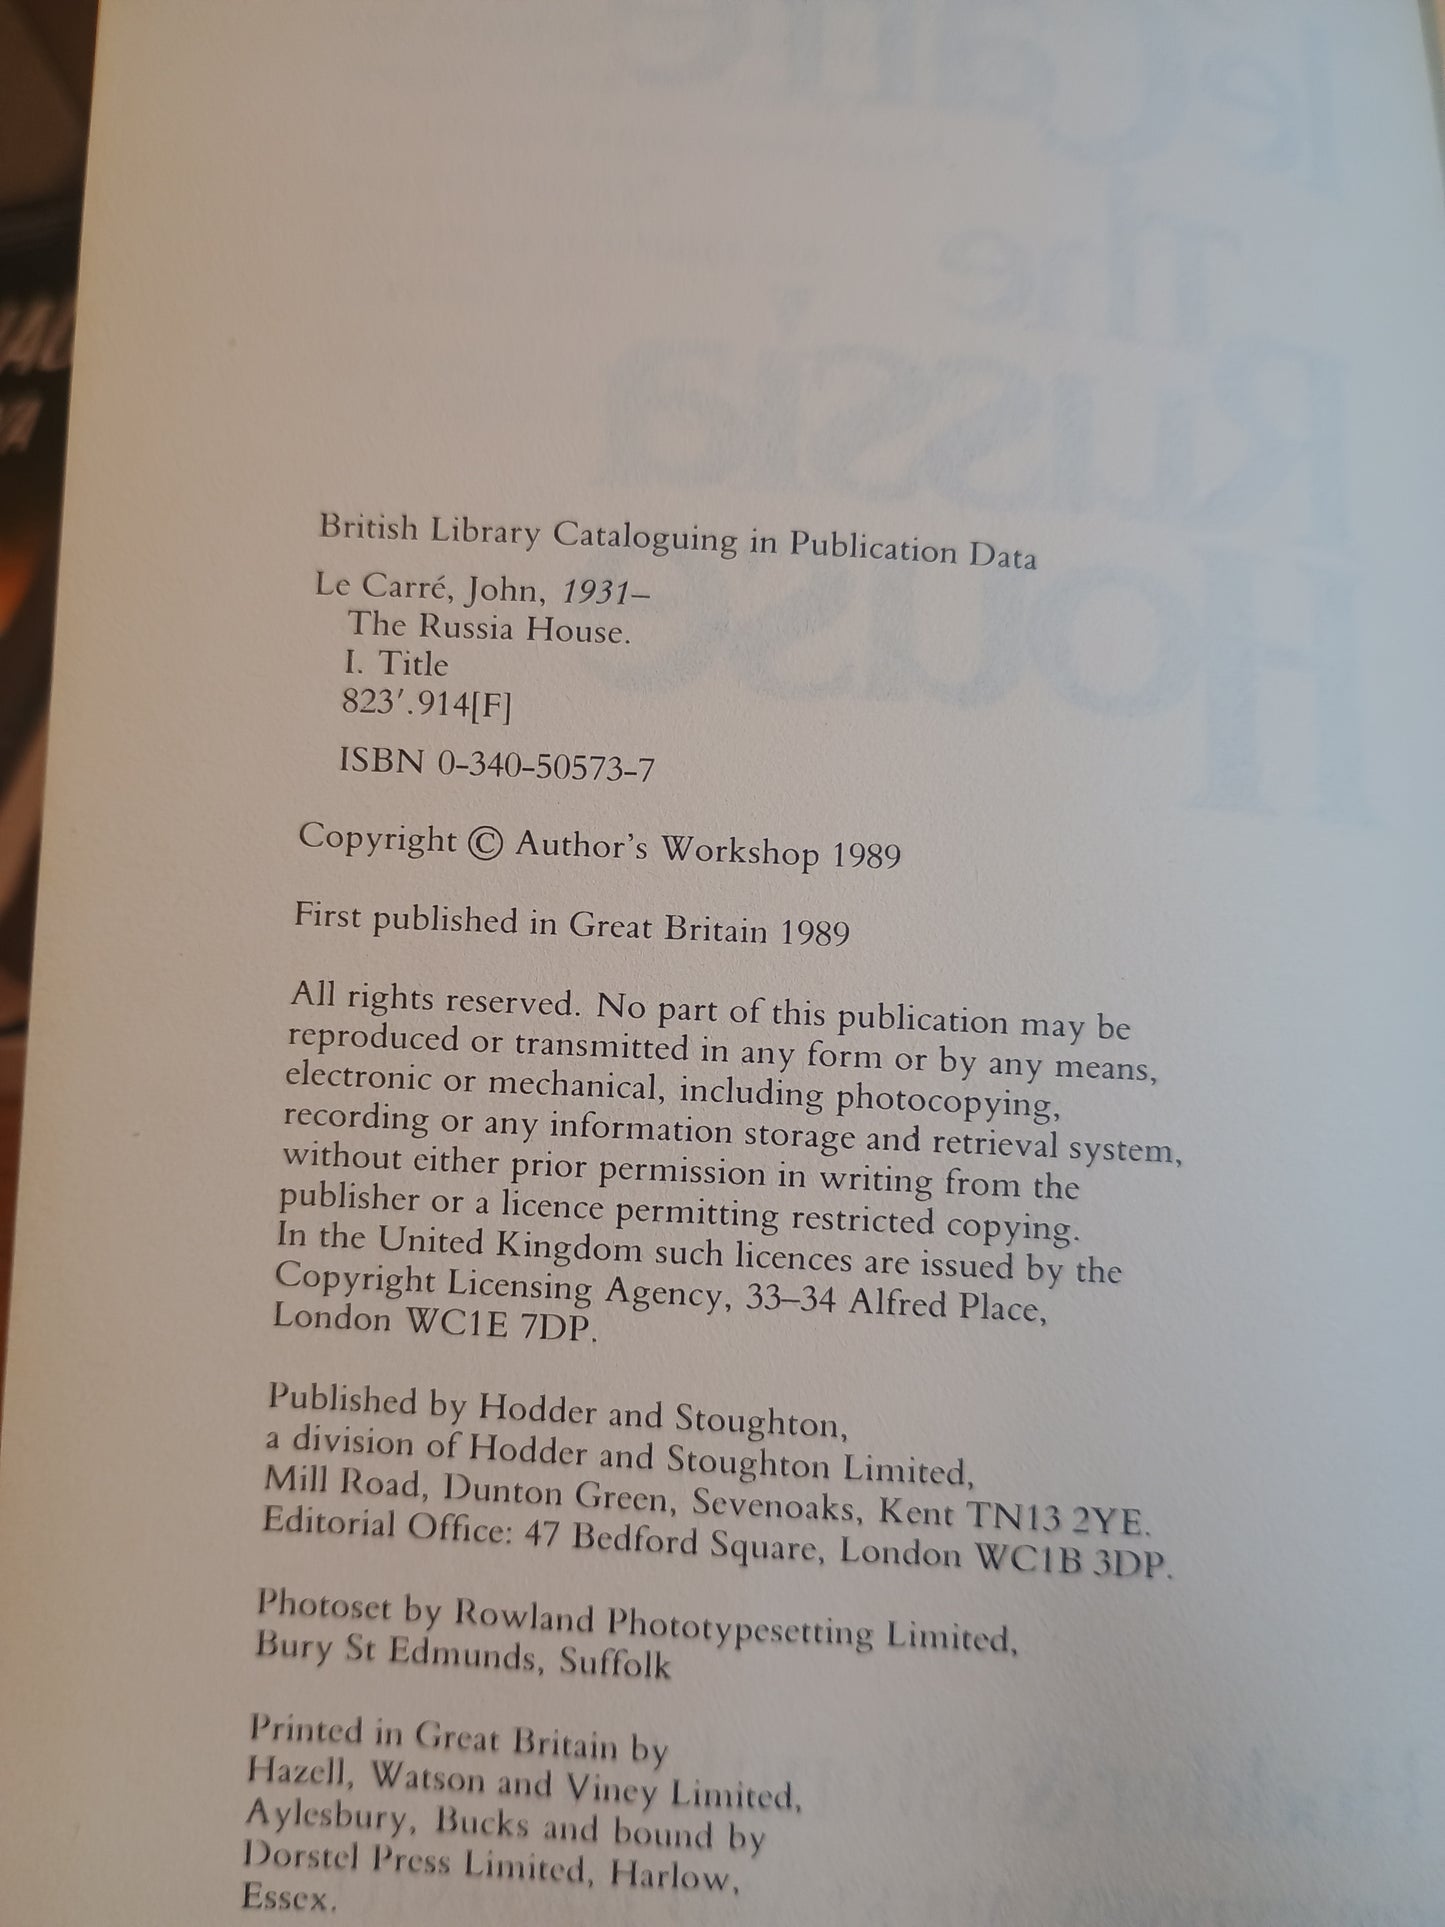 British Library Cataloguing in Publication Data
Le Carré, John, 1931–
The Russia House.
I. Title
823′.914[F]
ISBN 0-340-50573-7
Copyright © Author's Workshop 1989
First published in Great Britain 1989
All rights reserved. No part of this publication may be
reproduced or transmitted in any form or by any means,
electronic or mechanical, including photocopying,
recording or any information storage and retrieval system,
without either prior permission in writing from the
publisher or a licence permitting restricted copying.
In the United Kingdom such licences are issued by the
Copyright Licensing Agency, 33–34 Alfred Place,
London WC1E 7DP.
Published by Hodder and Stoughton,
a division of Hodder and Stoughton Limited,
Mill Road, Dunton Green, Sevenoaks, Kent TN13 2YE.
Editorial Office: 47 Bedford Square, London WC1B 3DP.
Photoset by Rowland Phototypesetting Limited,
Bury St Edmunds, Suffolk
Printed in Great Britain by
Hazell, Watson and Viney Limited,
Aylesbury, Bucks and bound by
Dorstel Press Limited, Harlow,
Essex.